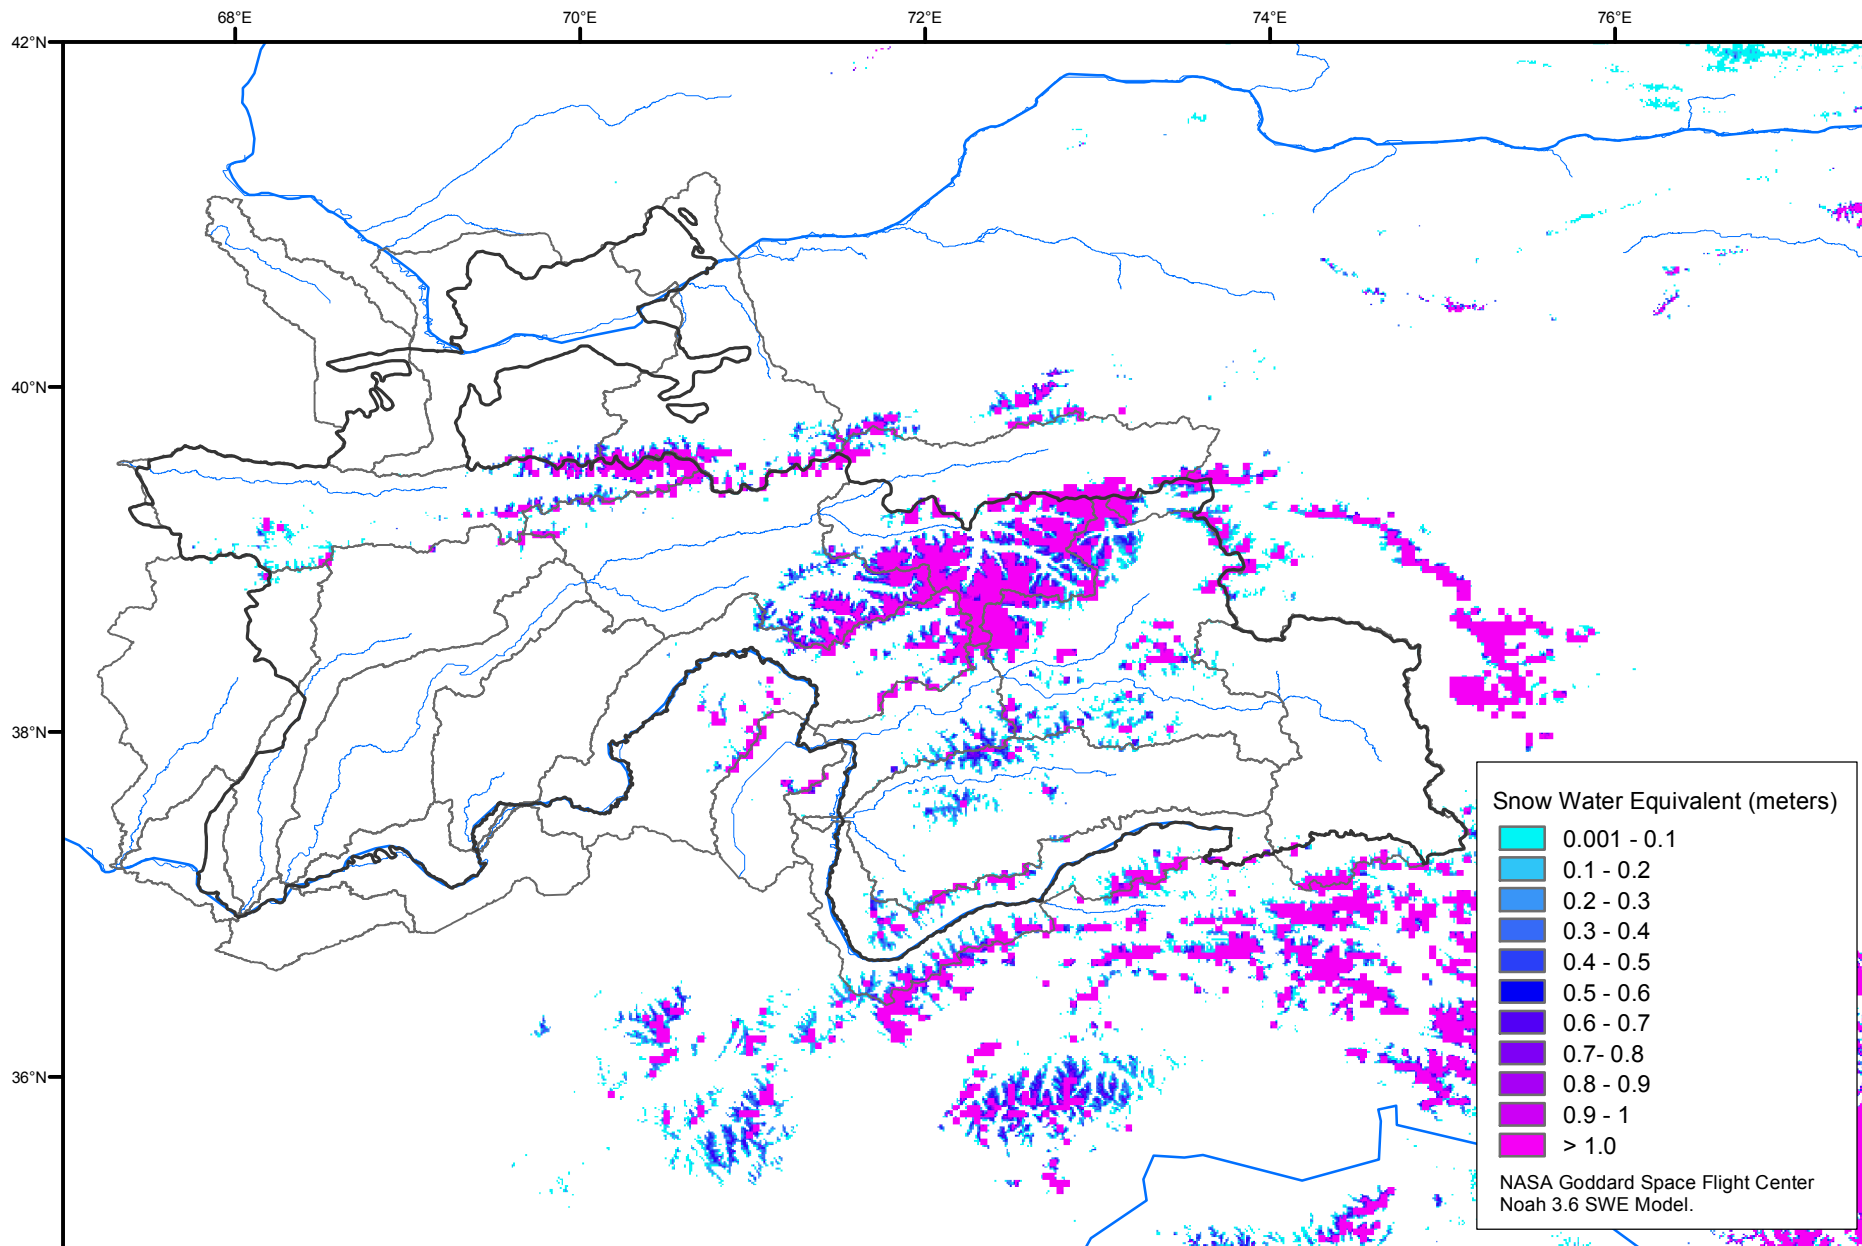 68°E
70°E
72°E
74°E
76°E
42°N
40°N
38°N
36°N
Snow Water Equivalent (meters)
0.001 - 0.1
0.1 - 0.2
0.2 - 0.3
0.3 - 0.4
0.4 - 0.5
0.5 - 0.6
0.6 - 0.7
0.7- 0.8
0.8 - 0.9
0.9 - 1
> 1.0
NASA Goddard Space Flight Center
Noah 3.6 SWE Model.